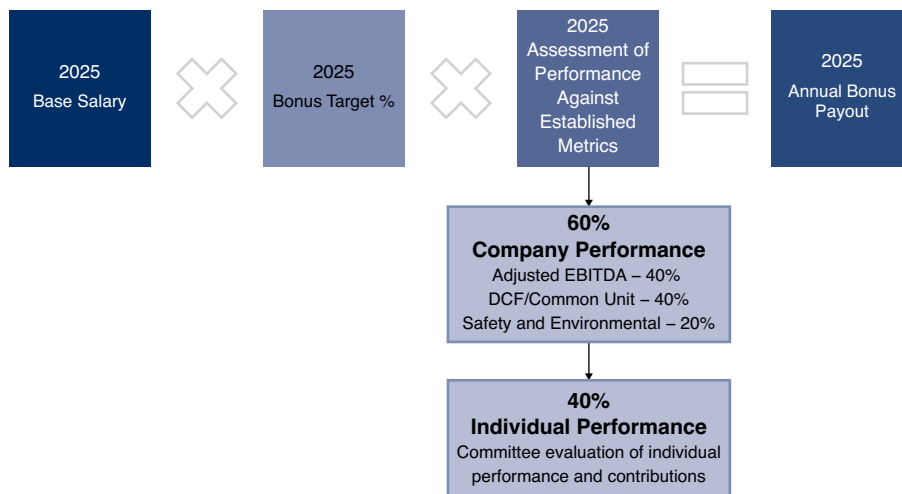 2025
Base Salary
2025
Bonus Target %
2025
Assessment of
Performance
Against
Established
Metrics
2025
Annual Bonus
Payout
60%
Company Performance
Adjusted EBITDA – 40%
DCF/Common Unit – 40%
Safety and Environmental – 20%
40%
Individual Performance
Committee evaluation of individual
performance and contributions